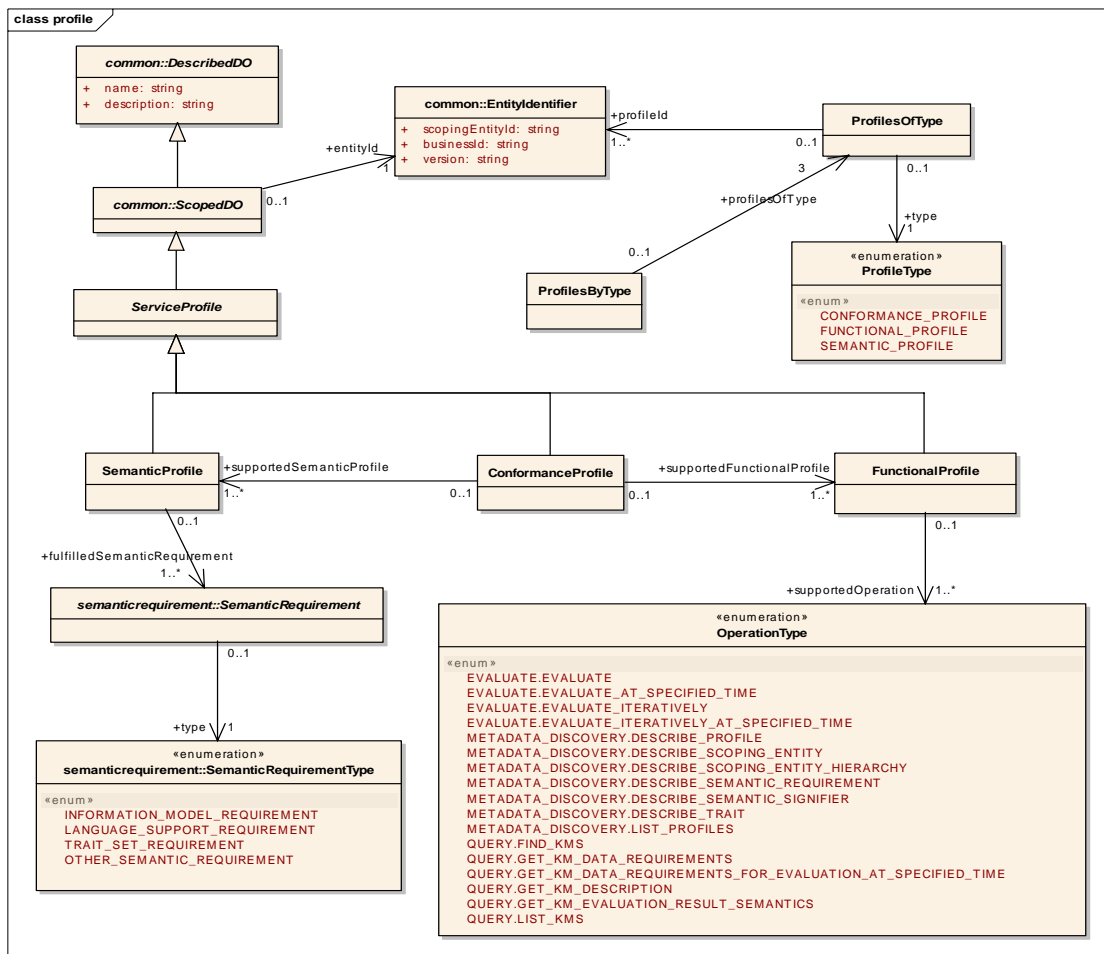 class profile
common::DescribedDO
+ name: string
+ description: string
common::EntityIdentifier
+ scopingEntityId: string
+ businessId: string
+ version: string
+profileId
1..*
ProfilesOfType
0..1
0..1
+entityId
1
0..1
common::ScopedDO
3
+profilesOfType
0..1
+type
1
«enumeration»
ProfileType
«enum»
CONFORMANCE_PROFILE
FUNCTIONAL_PROFILE
SEMANTIC_PROFILE
ProfilesByType
ServiceProfile
SemanticProfile
+supportedSemanticProfile
1..*
0..1
ConformanceProfile
+supportedFunctionalProfile
0..1
1..*
FunctionalProfile
0..1
0..1
+fulfilledSemanticRequirement
1..*
+supportedOperation
1..*
semanticrequirement::SemanticRequirement
0..1
+type
1
«enumeration»
semanticrequirement::SemanticRequirementType
«enum»
INFORMATION_MODEL_REQUIREMENT
LANGUAGE_SUPPORT_REQUIREMENT
TRAIT_SET_REQUIREMENT
OTHER_SEMANTIC_REQUIREMENT
«enumeration»
OperationType
«enum»
EVALUATE.EVALUATE
EVALUATE.EVALUATE_AT_SPECIFIED_TIME
EVALUATE.EVALUATE_ITERATIVELY
EVALUATE.EVALUATE_ITERATIVELY_AT_SPECIFIED_TIME
METADATA_DISCOVERY.DESCRIBE_PROFILE
METADATA_DISCOVERY.DESCRIBE_SCOPING_ENTITY
METADATA_DISCOVERY.DESCRIBE_SCOPING_ENTITY_HIERARCHY
METADATA_DISCOVERY.DESCRIBE_SEMANTIC_REQUIREMENT
METADATA_DISCOVERY.DESCRIBE_SEMANTIC_SIGNIFIER
METADATA_DISCOVERY.DESCRIBE_TRAIT
METADATA_DISCOVERY.LIST_PROFILES
QUERY.FIND_KMS
QUERY.GET_KM_DATA_REQUIREMENTS
QUERY.GET_KM_DATA_REQUIREMENTS_FOR_EVALUATION_AT_SPECIFIED_TIME
QUERY.GET_KM_DESCRIPTION
QUERY.GET_KM_EVALUATION_RESULT_SEMANTICS
QUERY.LIST_KMS